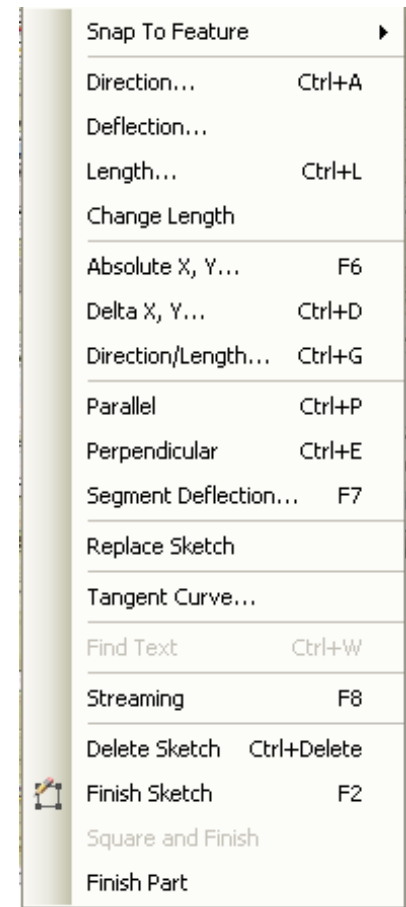 Snap To Feature
Direction... Ctrl+A
Deflection...
Length... Ctrl+L
Change Length
Absolute X, Y... F6
Delta X, Y... Ctrl+D
Direction/Length... Ctrl+G
Parallel Ctrl+P
Perpendicular Ctrl+E
Segment Deflection... F7
Replace Sketch
Tangent Curve...
Find Text Ctrl+W
Streaming F8
Delete Sketch Ctrl+Delete
Finish Sketch F2
Square and Finish
Finish Part